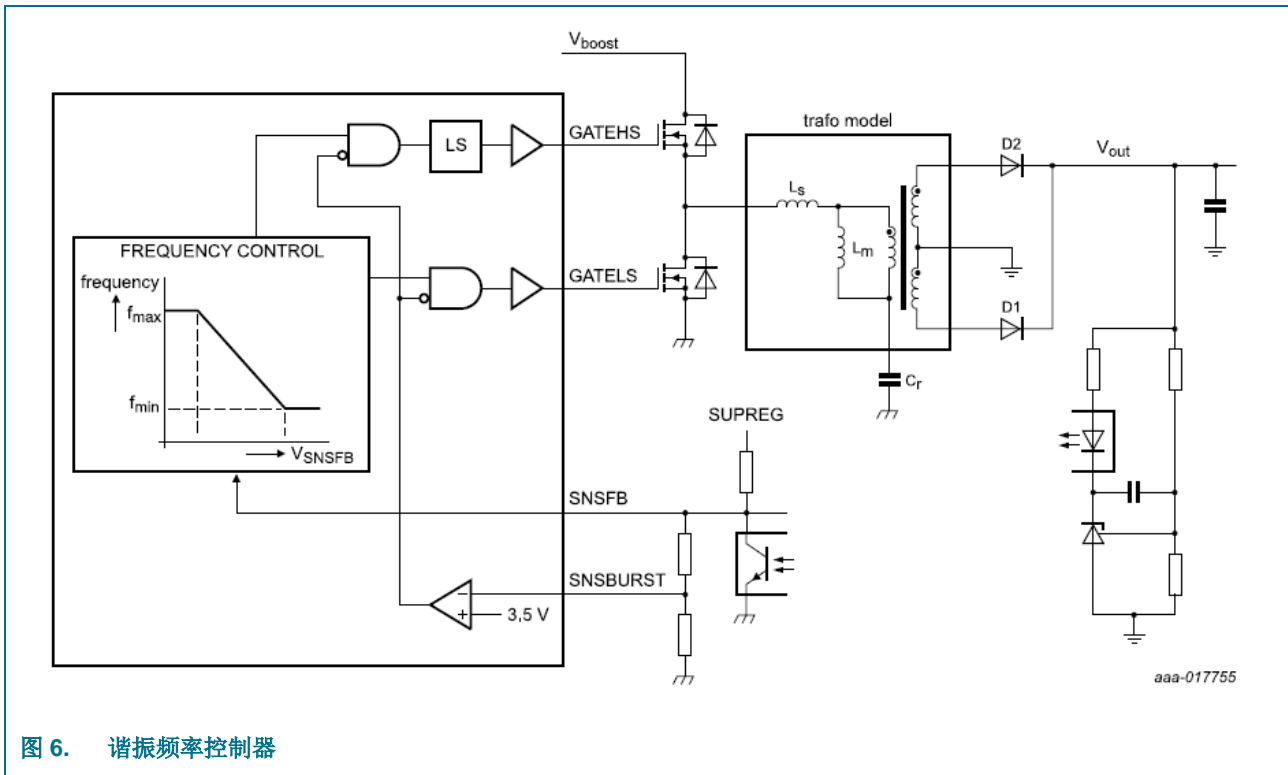 Vboost
GATEHS
LS
trafo model
D2
Vout
Ls
Lm
FREQUENCY CONTROL
frequency
fmax
fmin
VSNSFB
GATELS
D1
Cr
SUPREG
SNSFB
SNSBURST
3,5 V
aaa-017755
图 6. 谐振频率控制器